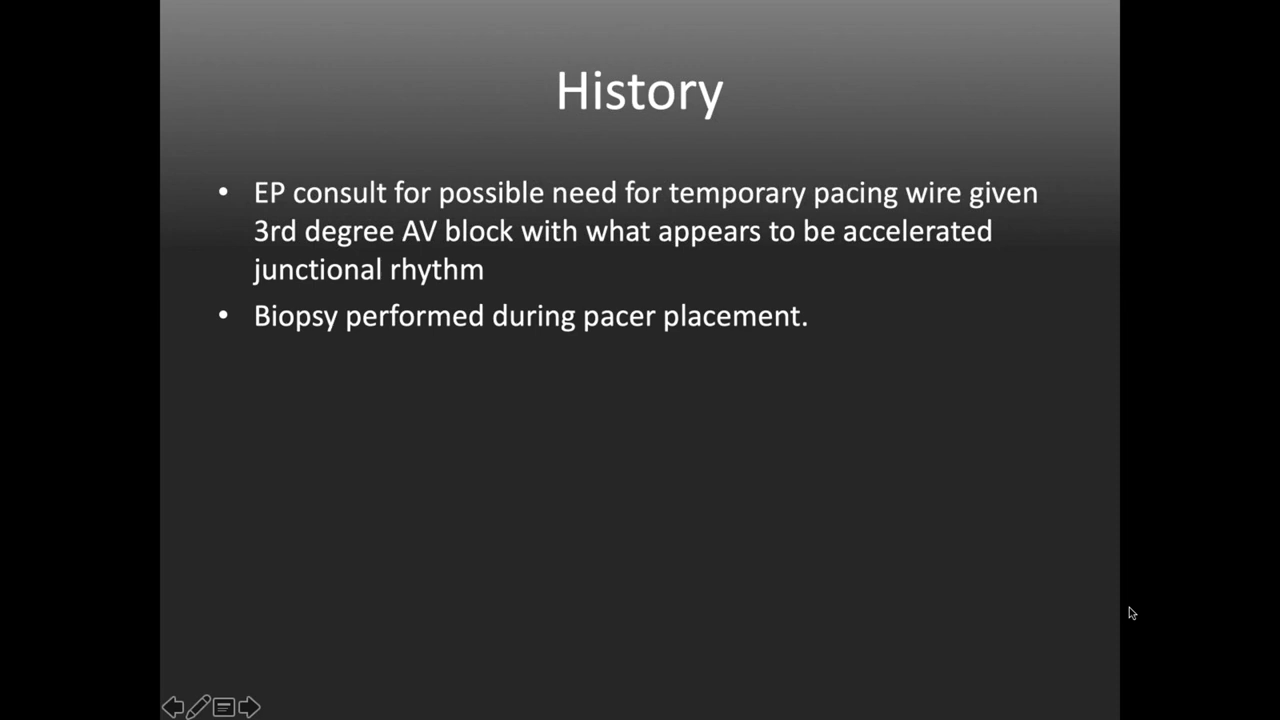 History
• EP consult for possible need for temporary pacing wire given
3rd degree AV block with what appears to be accelerated
junctional rhythm
• Biopsy performed during pacer placement.